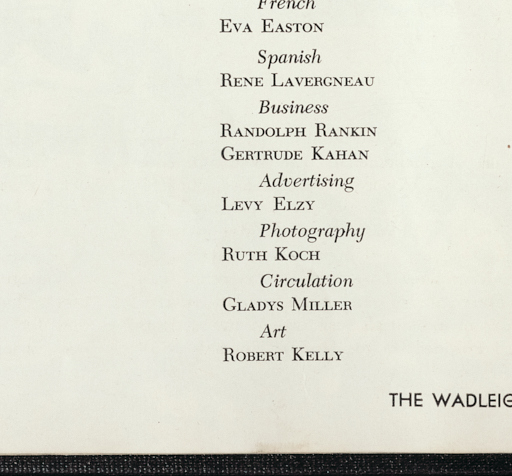 French
EVA EASTON
Spanish
RENE LAVERGNEAU
Business
RANDOLPH RANKIN
GERTRUDE KAHAN
Advertising
LEVY ELZY
Photography
RUTH KOCH
Circulation
GLADYS MILLER
Art
ROBERT KELLY
THE